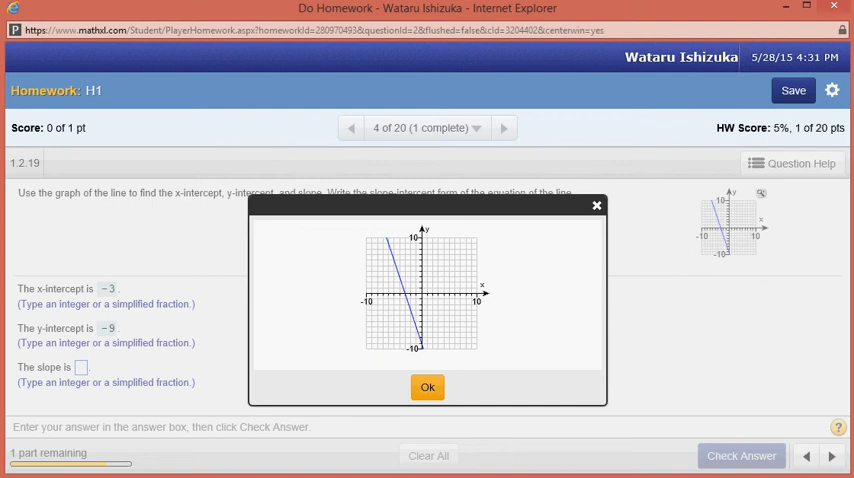 Do Homework - Wataru Ishizuka - Internet Explorer
https://www.mathxl.com/Student/PlayerHomework.aspx?homeworkId=280970493&questionId=2&flushed=false&cId=3204402&centerwin=yes
Wataru Ishizuka 5/28/15 4:31 PM
Homework: H1
Save
Score: 0 of 1 pt
4 of 20 (1 complete)
HW Score: 5%, 1 of 20 pts
1.2.19
Question Help
Use the graph of the line to find the x-intercept, y-intercept, and slope. Write the slope-intercept form of the equation of the line.
y
10
x
-10
10
-10
y
10
x
-10
10
-10
Ok
The x-intercept is −3.
(Type an integer or a simplified fraction.)
The y-intercept is −9.
(Type an integer or a simplified fraction.)
The slope is .
(Type an integer or a simplified fraction.)
Enter your answer in the answer box, then click Check Answer.
?
1 part remaining
Clear All
Check Answer